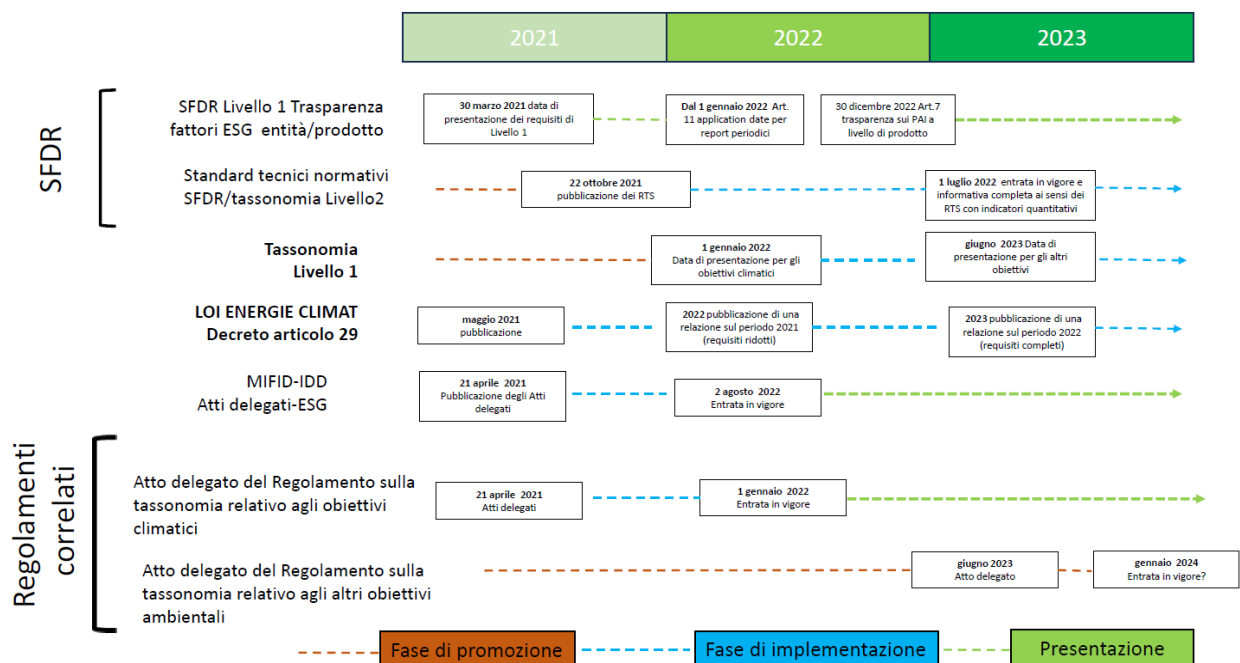 2021
2022
2023
SFDR
SFDR Livello 1 Trasparenza
fattori ESG entità/prodotto
30 marzo 2021 data di
presentazione dei requisiti di
Livello 1
Dal 1 gennaio 2022 Art.
11 application date per
report periodici
30 dicembre 2022 Art.7
trasparenza sui PAI a
livello di prodotto
Standard tecnici normativi
SFDR/tassonomia Livello2
22 ottobre 2021
pubblicazione dei RTS
1 luglio 2022 entrata in vigore e
informativa completa ai sensi dei
RTS con indicatori quantitativi
Tassonomia
Livello 1
1 gennaio 2022
Data di presentazione per gli
obiettivi climatici
giugno 2023 Data di
presentazione per gli altri
obiettivi
LOI ENERGIE CLIMAT
Decreto articolo 29
maggio 2021
pubblicazione
2022 pubblicazione di una
relazione sul periodo 2021
(requisiti ridotti)
2023 pubblicazione di una
relazione sul periodo 2022
(requisiti completi)
MIFID-IDD
Atti delegati-ESG
21 aprile 2021
Pubblicazione degli Atti
delegati
2 agosto 2022
Entrata in vigore
Regolamenti
correlati
Atto delegato del Regolamento sulla
tassonomia relativo agli obiettivi
climatici
21 aprile 2021
Atti delegati
1 gennaio 2022
Entrata in vigore
Atto delegato del Regolamento sulla
tassonomia relativo agli altri obiettivi
ambientali
giugno 2023
Atto delegato
gennaio 2024
Entrata in vigore?
Fase di promozione
Fase di implementazione
Presentazione